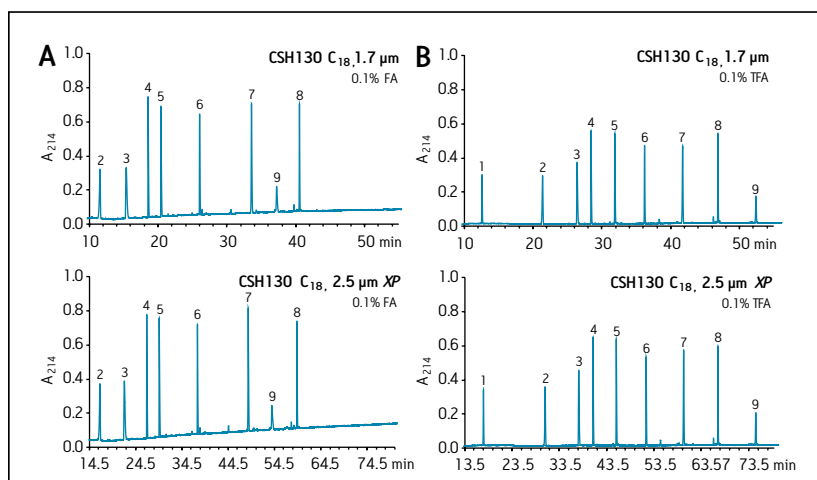 A
CSH130 C18, 1.7 µm
0.1% FA
A214
1.0
0.8
0.6
0.4
0.2
0.0
2 3 4 5 6 7 9 8
10 20 30 40 50 min
B
CSH130 C18, 1.7 µm
0.1% TFA
A214
1.0
0.8
0.6
0.4
0.2
0.0
1 2 3 4 5 6 7 8 9
10 20 30 40 50 min
CSH130 C18, 2.5 µm XP
0.1% FA
A214
1.0
0.8
0.6
0.4
0.2
0.0
2 3 4 5 6 7 9 8
14.5 24.5 34.5 44.5 54.5 64.5 74.5 min
CSH130 C18, 2.5 µm XP
0.1% TFA
A214
1.0
0.8
0.6
0.4
0.2
0.0
1 2 3 4 5 6 7 8 9
13.5 23.5 33.5 43.5 53.5 63.57 73.5 min